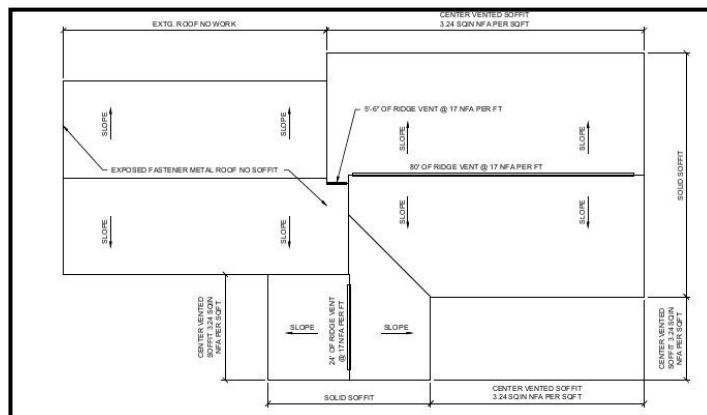 EXTG. ROOF NO WORK
CENTER VENTED SOFFIT
3.24 SQIN NFA PER SQFT
SLOPE
SLOPE
5'-6" OF RIDGE VENT @ 17 NFA PER FT
SLOPE
SLOPE
EXPOSED FASTENER METAL ROOF NO SOFFIT
80' OF RIDGE VENT @ 17 NFA PER FT
SOLID SOFFIT
SLOPE
SLOPE
SLOPE
SLOPE
CENTER VENTED
SOFFIT 3.24 SQIN
NFA PER SQFT
SLOPE
24' OF RIDGE VENT
@ 17 NFA PER FT
SLOPE
CENTER VENTED
SOFFIT 3.24 SQIN
NFA PER SQFT
SOLID SOFFIT
CENTER VENTED SOFFIT
3.24 SQIN NFA PER SQFT